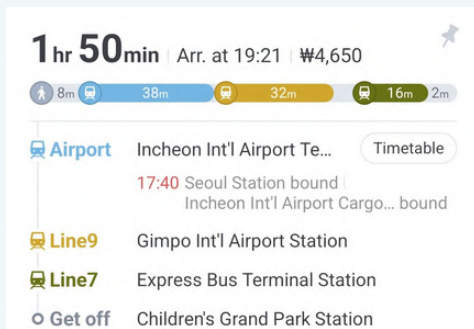 1hr 50min | Arr. at 19:21 | ₩4,650
8m 38m 32m 16m 2m
Airport Incheon Int'l Airport Te... Timetable
17:40 Seoul Station bound |
Incheon Int'l Airport Cargo... bound
Line9 Gimpo Int'l Airport Station
Line7 Express Bus Terminal Station
Get off Children's Grand Park Station